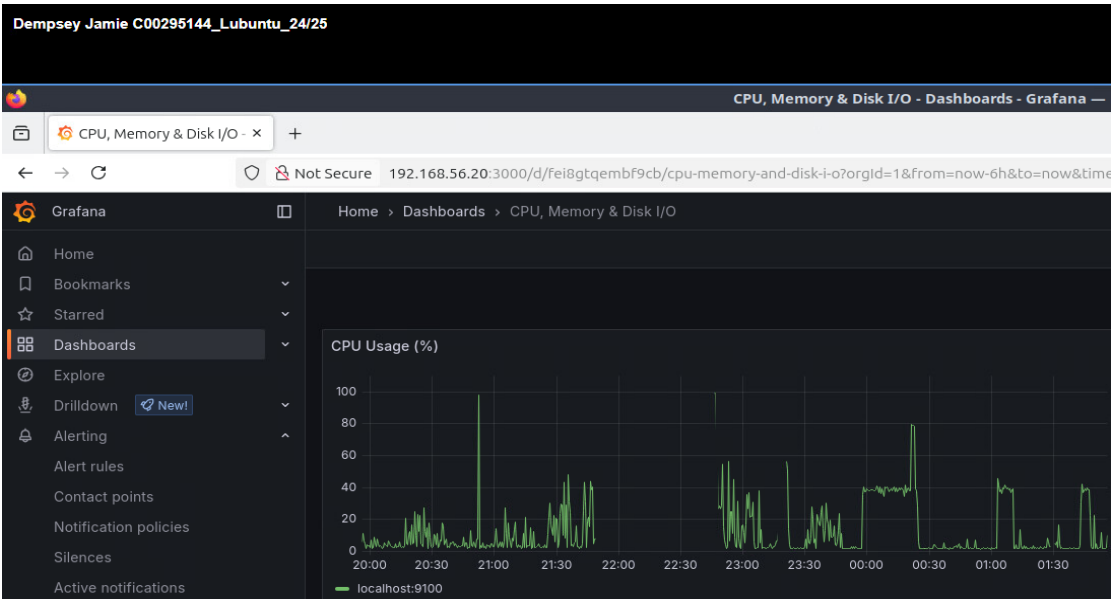 Dempsey Jamie C00295144_Lubuntu_24/25
CPU, Memory & Disk I/O - Dashboards - Grafana —
CPU, Memory & Disk I/O -
Not Secure 192.168.56.20:3000/d/fei8gtqembf9cb/cpu-memory-and-disk-i-o?orgId=1&from=now-6h&to=now&time
Grafana
Home › Dashboards › CPU, Memory & Disk I/O
Home
Bookmarks
Starred
Dashboards
Explore
Drilldown New!
Alerting
Alert rules
Contact points
Notification policies
Silences
Active notifications
CPU Usage (%)
100
80
60
40
20
0
20:00 20:30 21:00 21:30 22:00 22:30 23:00 23:30 00:00 00:30 01:00 01:30
localhost:9100